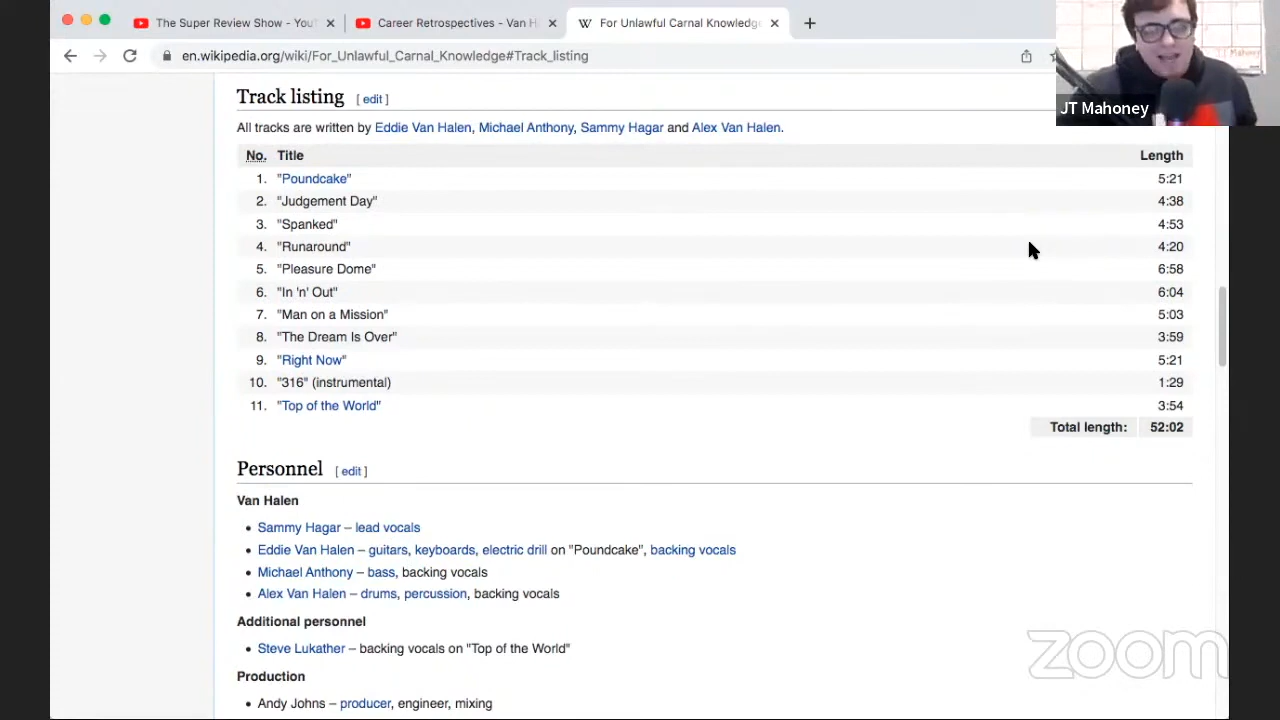 The Super Review Show - YouT
Career Retrospectives - Van H
For Unlawful Carnal Knowledge
en.wikipedia.org/wiki/For_Unlawful_Carnal_Knowledge#Track_listing
JT Mahoney
Track listing [ edit ]
All tracks are written by Eddie Van Halen, Michael Anthony, Sammy Hagar and Alex Van Halen.
No. Title Length
1. "Poundcake" 5:21
2. "Judgement Day" 4:38
3. "Spanked" 4:53
4. "Runaround" 4:20
5. "Pleasure Dome" 6:58
6. "In 'n' Out" 6:04
7. "Man on a Mission" 5:03
8. "The Dream Is Over" 3:59
9. "Right Now" 5:21
10. "316" (instrumental) 1:29
11. "Top of the World" 3:54
Total length: 52:02
Personnel [ edit ]
Van Halen
• Sammy Hagar – lead vocals
• Eddie Van Halen – guitars, keyboards, electric drill on "Poundcake", backing vocals
• Michael Anthony – bass, backing vocals
• Alex Van Halen – drums, percussion, backing vocals
Additional personnel
• Steve Lukather – backing vocals on "Top of the World"
zoom
Production
• Andy Johns – producer, engineer, mixing